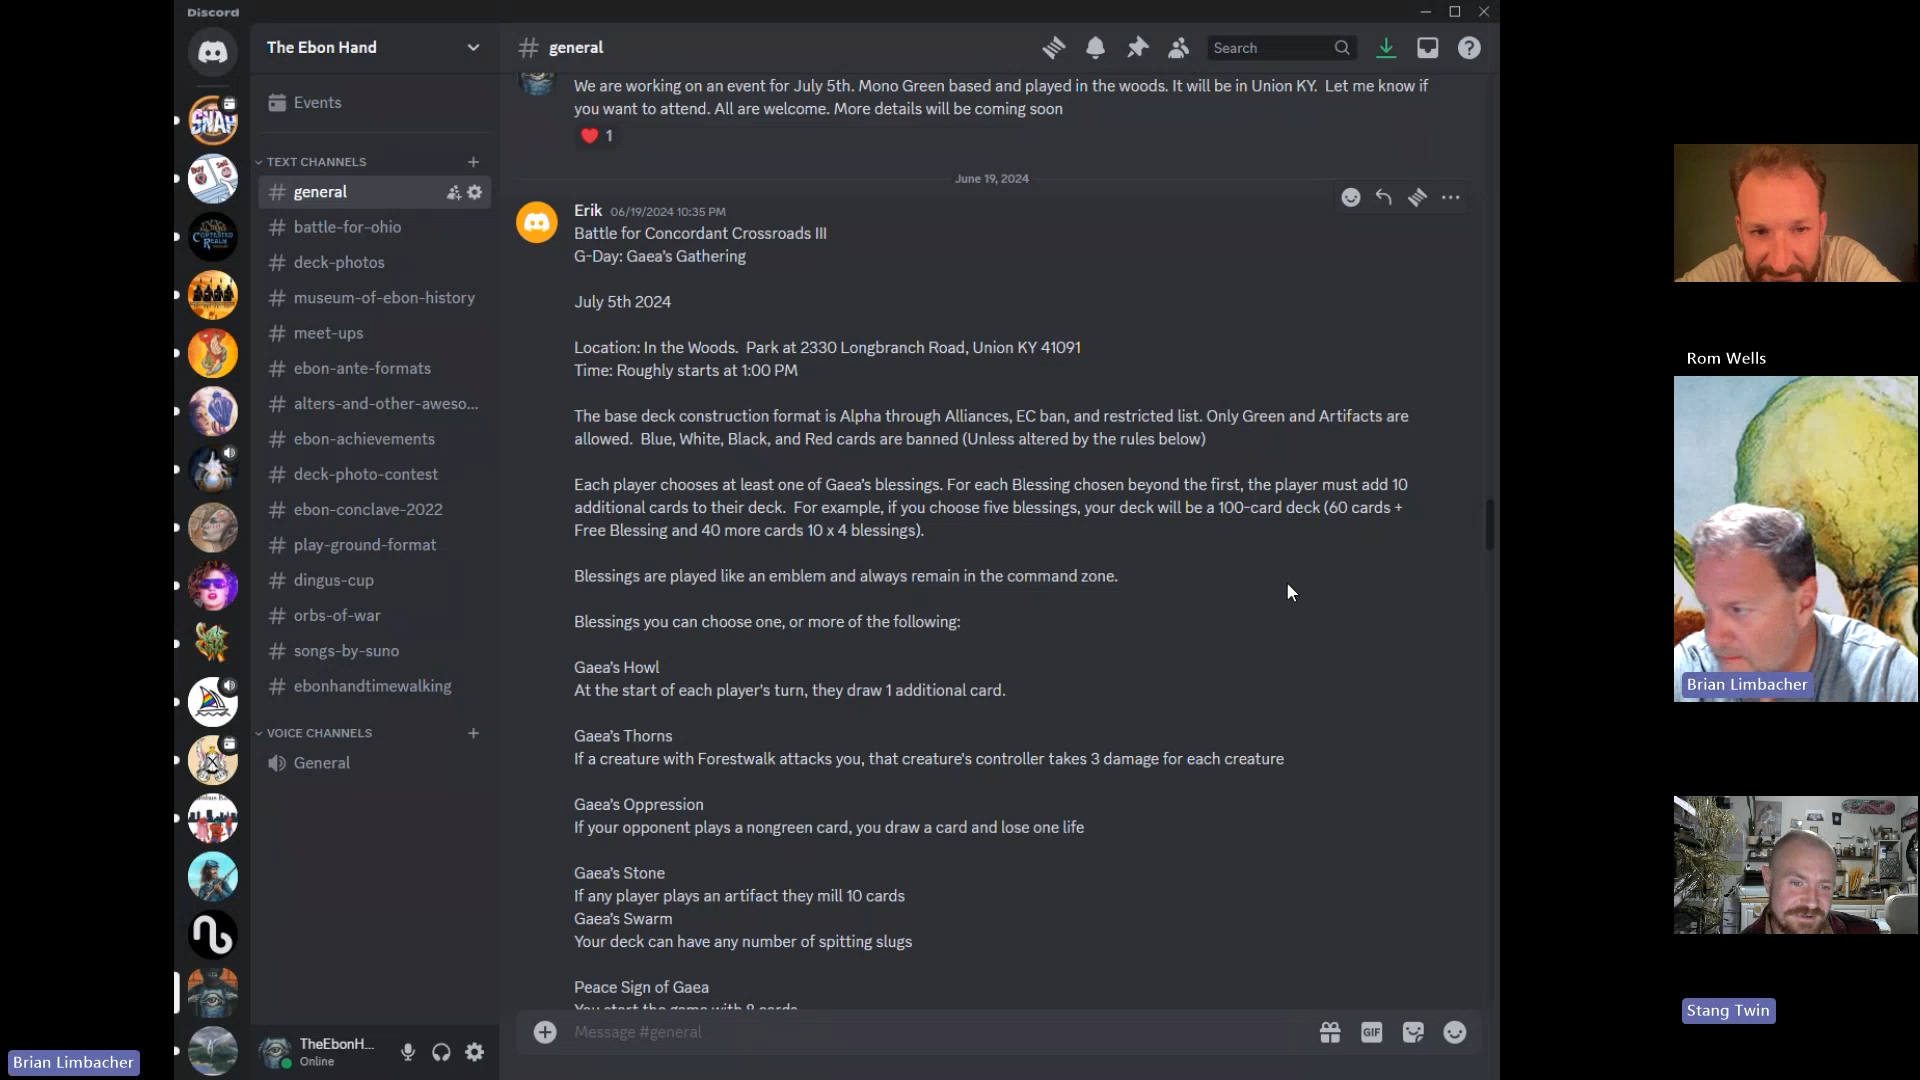 Discord
The Ebon Hand
# general
Search
Events
We are working on an event for July 5th. Mono Green based and played in the woods. It will be in Union KY.  Let me know if
you want to attend. All are welcome. More details will be coming soon
1
TEXT CHANNELS
# general
# battle-for-ohio
# deck-photos
# museum-of-ebon-history
# meet-ups
# ebon-ante-formats
# alters-and-other-aweso...
# ebon-achievements
# deck-photo-contest
# ebon-conclave-2022
# play-ground-format
# dingus-cup
# orbs-of-war
# songs-by-suno
# ebonhandtimewalking
VOICE CHANNELS
General
June 19, 2024
Erik 06/19/2024 10:35 PM
Battle for Concordant Crossroads III
G-Day: Gaea's Gathering
July 5th 2024
Location: In the Woods.  Park at 2330 Longbranch Road, Union KY 41091
Time: Roughly starts at 1:00 PM
The base deck construction format is Alpha through Alliances, EC ban, and restricted list. Only Green and Artifacts are
allowed.  Blue, White, Black, and Red cards are banned (Unless altered by the rules below)
Each player chooses at least one of Gaea's blessings. For each Blessing chosen beyond the first, the player must add 10
additional cards to their deck.  For example, if you choose five blessings, your deck will be a 100-card deck (60 cards +
Free Blessing and 40 more cards 10 x 4 blessings).
Blessings are played like an emblem and always remain in the command zone.
Blessings you can choose one, or more of the following:
Gaea's Howl
At the start of each player's turn, they draw 1 additional card.
Gaea's Thorns
If a creature with Forestwalk attacks you, that creature's controller takes 3 damage for each creature
Gaea's Oppression
If your opponent plays a nongreen card, you draw a card and lose one life
Gaea's Stone
If any player plays an artifact they mill 10 cards
Gaea's Swarm
Your deck can have any number of spitting slugs
Peace Sign of Gaea
You start the game with 8 cards
Message #general
GIF
TheEbonH...
Online
Brian Limbacher
Rom Wells
Brian Limbacher
Stang Twin